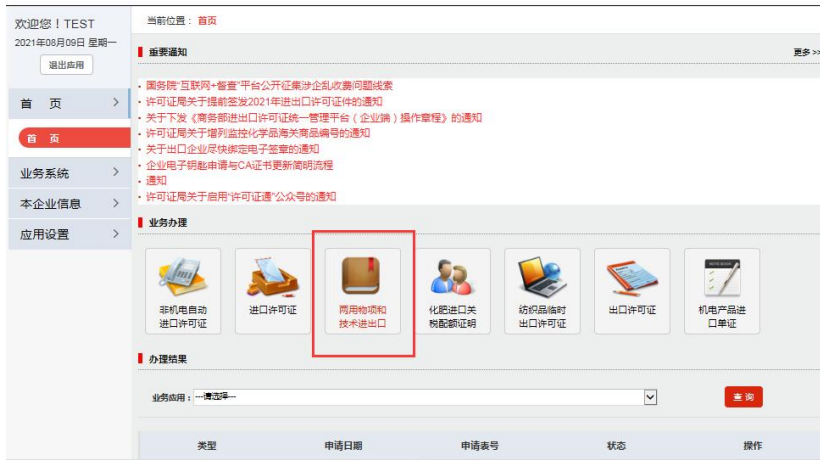 欢迎您！TEST
2021年08月09日 星期一
退出应用
首 页 >
首 页
业务系统 >
本企业信息 >
应用设置 >
当前位置： 首页
重要通知 更多>>
· 国务院“互联网+督查”平台公开征集涉企乱收费问题线索
· 许可证局关于提前签发2021年进出口许可证件的通知
· 关于下发《商务部进出口许可证统一管理平台（企业端）操作章程》的通知
· 许可证局关于增列监控化学品海关商品编号的通知
· 关于出口企业尽快绑定电子签章的通知
· 企业电子钥匙申请与CA证书更新简明流程
· 通知
· 许可证局关于启用“许可证通”公众号的通知
业务办理
非机电自动
进口许可证
进口许可证
两用物项和
技术进出口
化肥进口关
税配额证明
纺织品临时
出口许可证
出口许可证
机电产品进
口单证
办理结果
业务应用： ---请选择--- 查 询
类型 申请日期 申请表号 状态 操作